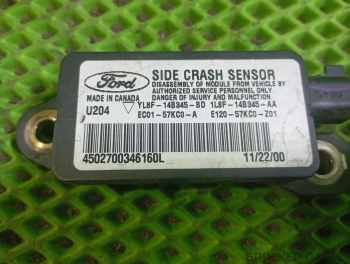 Ford
SIDE CRASH SENSOR
DISASSEMBLY OF MODULE FROM VEHICLE BY
AUTHORIZED SERVICE PERSONNEL ONLY.
DANGER OF INJURY AND MALFUNCTION.
MADE IN CANADA
U204
YL8F-14B345-BD 1L8F-14B345-AA
EC01-57KC0-A E120-57KC0-Z01
4502700346160L 11/22/00